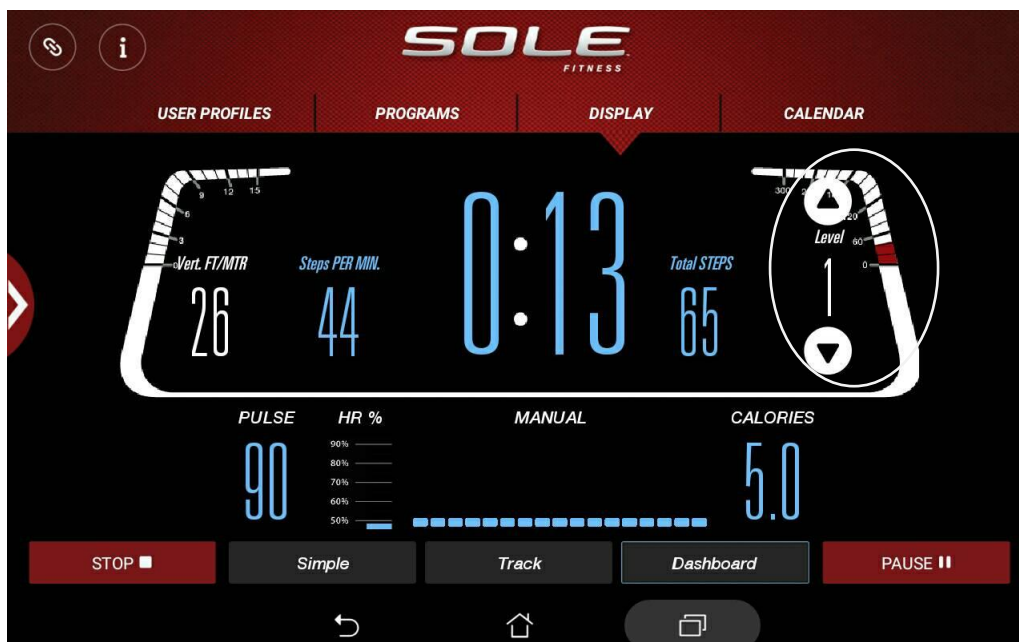 i
SOLE
FITNESS
USER PROFILES PROGRAMS DISPLAY CALENDAR
9 12 15
6
3
0
Vert. FT/MTR
26
Steps PER MIN.
44
0:13
Total STEPS
65
300
120
60
0
Level
1
PULSE HR % MANUAL CALORIES
90
90%
80%
70%
60%
50%
5.0
STOP Simple Track Dashboard PAUSE